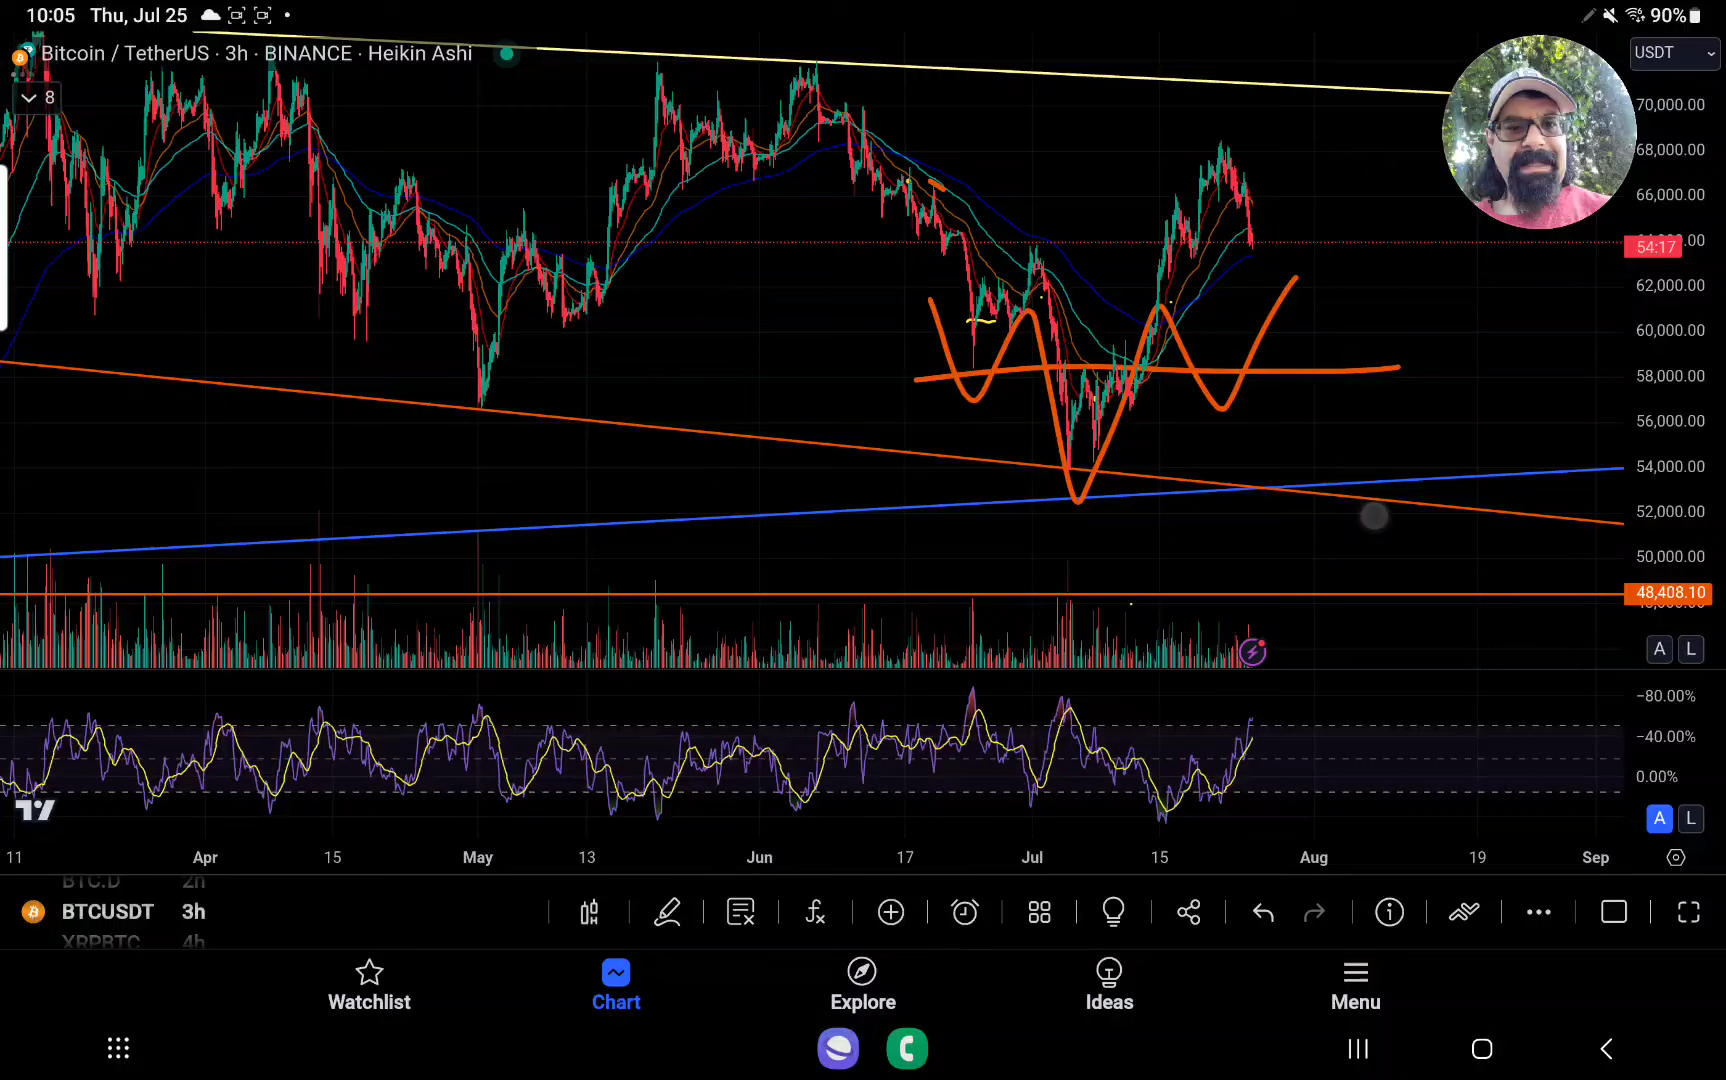 10:05 Thu, Jul 25 90%
Bitcoin / TetherUS · 3h · BINANCE · Heikin Ashi
USDT
8
70,000.00
68,000.00
66,000.00
54:17
62,000.00
60,000.00
58,000.00
56,000.00
54,000.00
52,000.00
50,000.00
48,408.10
A L
−80.00%
−40.00%
0.00%
A L
11 Apr 15 May 13 Jun 17 Jul 15 Aug 19 Sep
BTC.D 2h
BTCUSDT 3h
XRPBTC 4h
Watchlist Chart Explore Ideas Menu